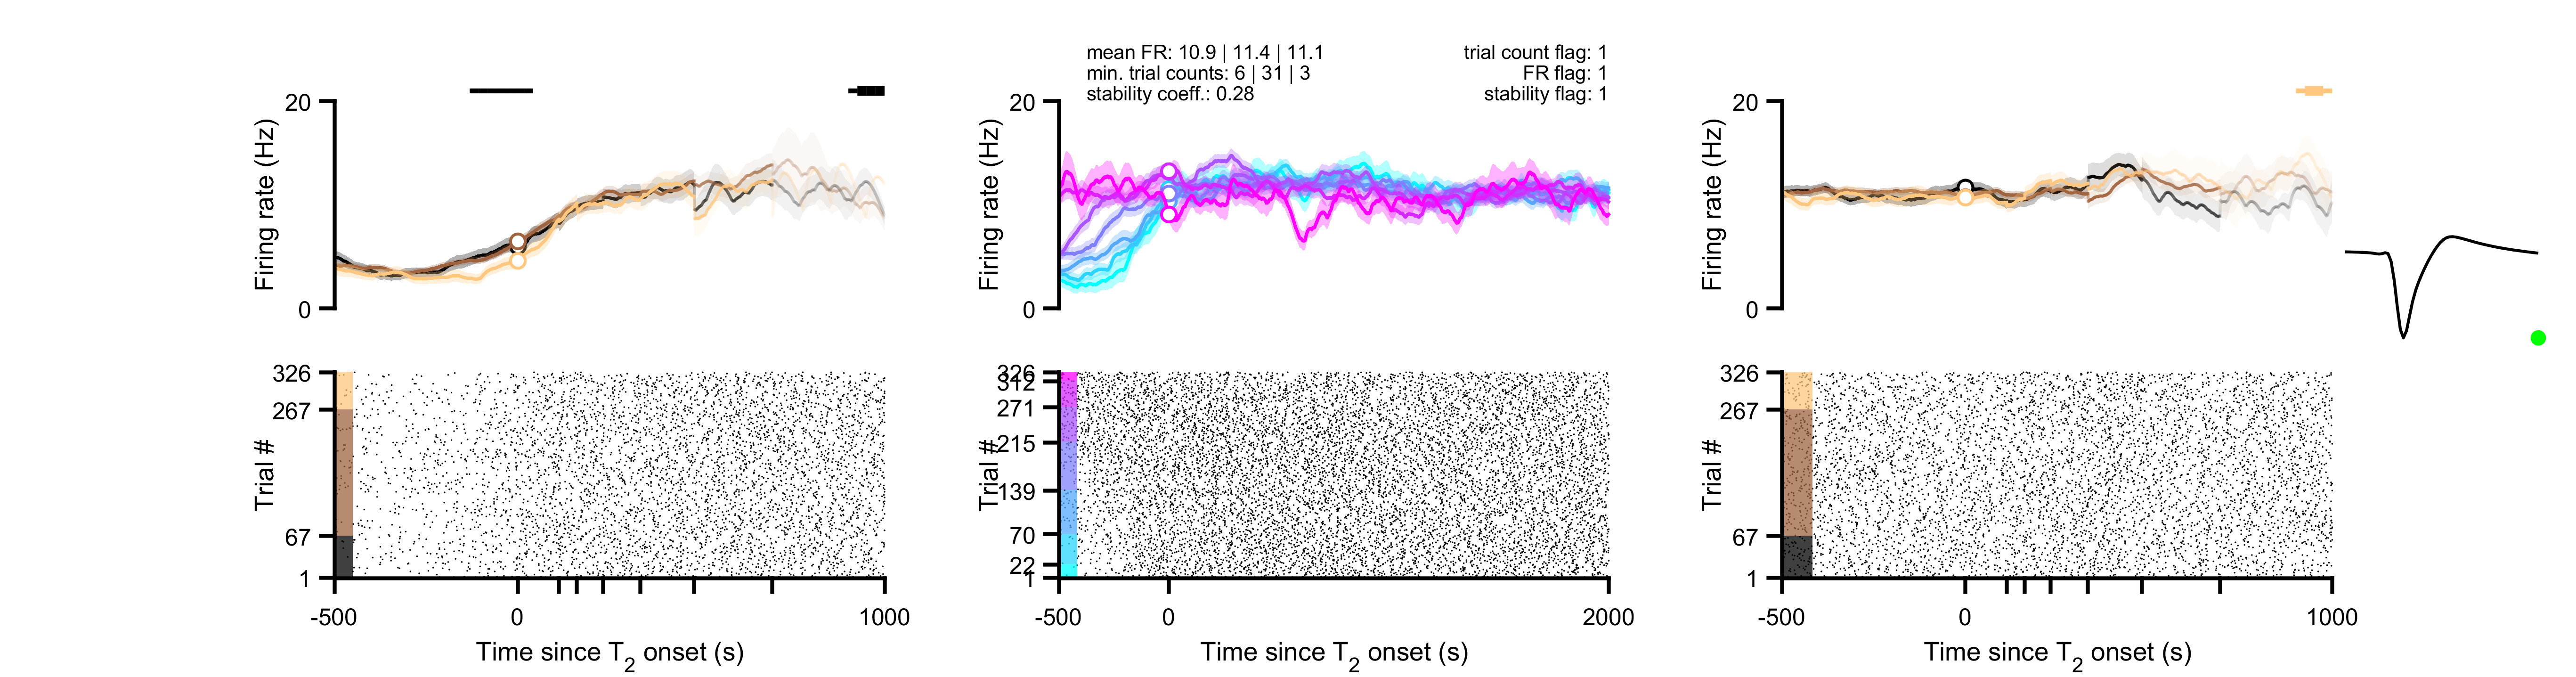 mean FR: 10.9 | 11.4 | 11.1
min. trial counts: 6 | 31 | 3
stability coeff.: 0.28
trial count flag: 1
FR flag: 1
stability flag: 1
20
0
Firing rate (Hz)
20
0
Firing rate (Hz)
20
0
Firing rate (Hz)
326
267
67
1
Trial #
-500
0
1000
Time since T2 onset (s)
326
312
271
215
139
70
22
1
Trial #
-500
0
2000
Time since T2 onset (s)
326
267
67
1
Trial #
-500
0
1000
Time since T2 onset (s)